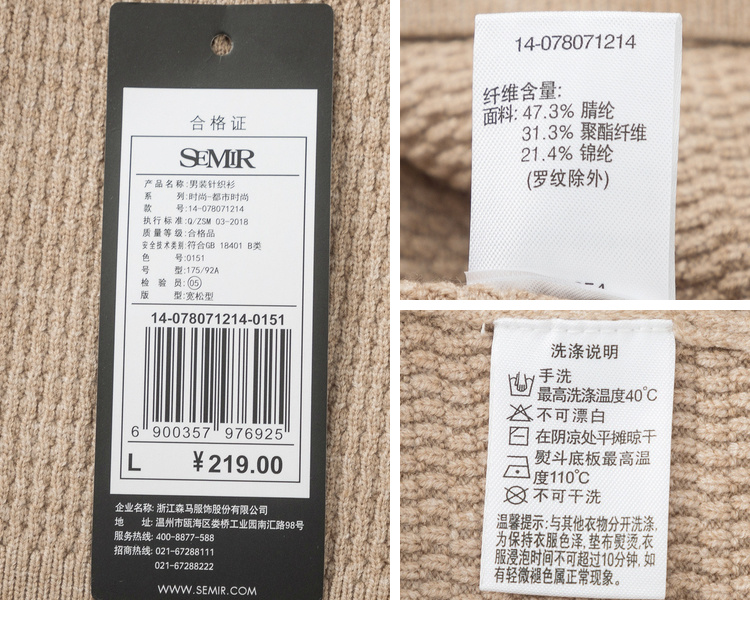 合格证
SEMIR
产品名称:男装针织衫
系 列:时尚-都市时尚
款 号:14-078071214
执行标准:Q/ZSM 03-2018
质量等级:合格品
安全技术类别:符合GB 18401 B类
色 号:0151
号 型:175/92A
检 验 员:05
版 型:宽松型
14-078071214-0151
6 900357 976925
L ¥219.00
企业名称: 浙江森马服饰股份有限公司
地 址: 温州市瓯海区娄桥工业园南汇路98号
服务热线: 400-8877-588
招商热线: 021-67288111
021-67288222
WWW.SEMIR.COM
14-078071214
纤维含量:
面料: 47.3% 腈纶
31.3% 聚酯纤维
21.4% 锦纶
(罗纹除外)
洗涤说明
手洗
最高洗涤温度40℃
不可漂白
在阴凉处平摊晾干
熨斗底板最高温
度110℃
不可干洗
温馨提示: 与其他衣物分开洗涤,
为保持衣服色泽, 垫布熨烫, 衣
服浸泡时间不可超过10分钟, 如
有轻微褪色属正常现象。